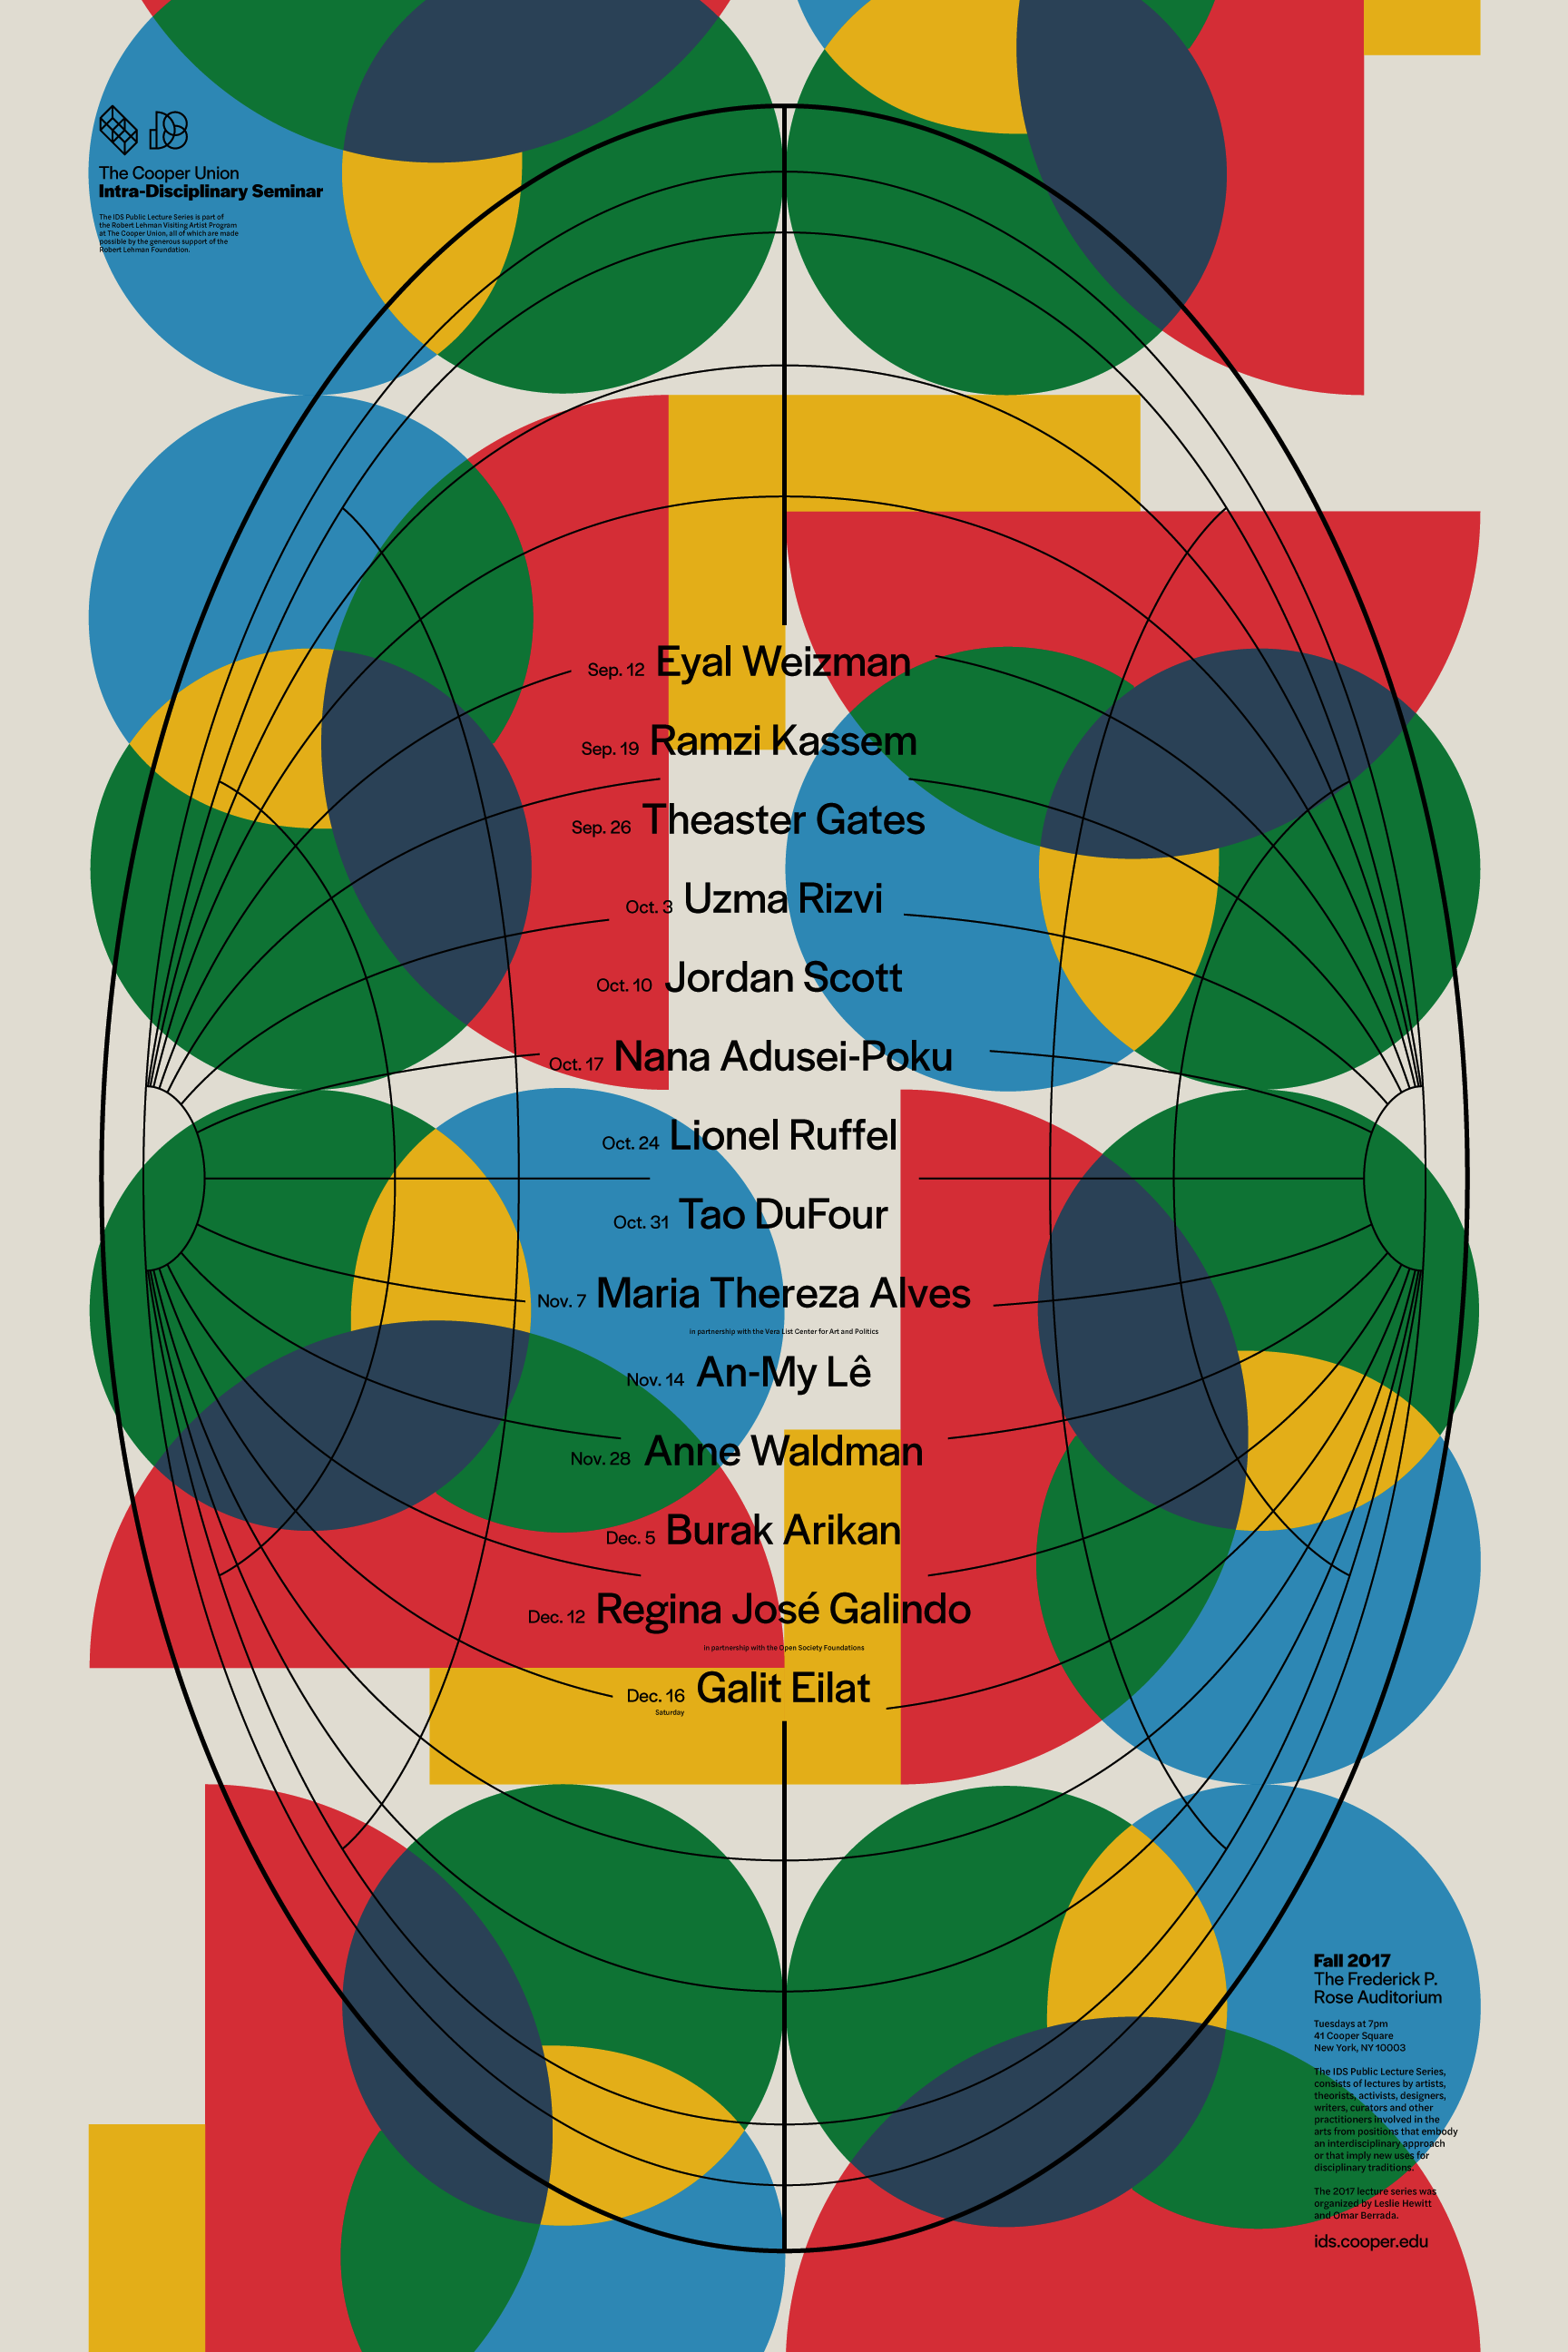 The Cooper Union
Intra-Disciplinary Seminar
The IDS Public Lecture Series is part of
the Robert Lehman Visiting Artist Program
at The Cooper Union, all of which are made
possible by the generous support of the
Robert Lehman Foundation.
Sep. 12 Eyal Weizman
Sep. 19 Ramzi Kassem
Sep. 26 Theaster Gates
Oct. 3 Uzma Rizvi
Oct. 10 Jordan Scott
Oct. 17 Nana Adusei-Poku
Oct. 24 Lionel Ruffel
Oct. 31 Tao DuFour
Nov. 7 Maria Thereza Alves
in partnership with the Vera List Center for Art and Politics
Nov. 14 An-My Lê
Nov. 28 Anne Waldman
Dec. 5 Burak Arikan
Dec. 12 Regina José Galindo
in partnership with the Open Society Foundations
Dec. 16 Galit Eilat
Saturday
Fall 2017
The Frederick P.
Rose Auditorium
Tuesdays at 7pm
41 Cooper Square
New York, NY 10003
The IDS Public Lecture Series,
consists of lectures by artists,
theorists, activists, designers,
writers, curators and other
practitioners involved in the
arts from positions that embody
an interdisciplinary approach
or that imply new uses for
disciplinary traditions.
The 2017 lecture series was
organized by Leslie Hewitt
and Omar Berrada.
ids.cooper.edu